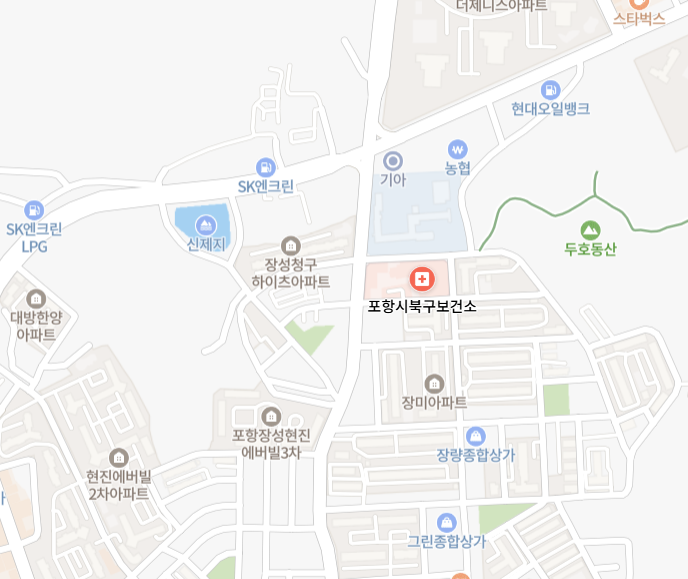 더제니스아파트
스타벅스
현대오일뱅크
농협
기아
SK엔크린
SK엔크린
LPG
신제지
두호동산
장성청구
하이츠아파트
포항시북구보건소
대방한양
아파트
장미아파트
포항장성현진
에버빌3차
장량종합상가
현진에버빌
2차아파트
그린종합상가